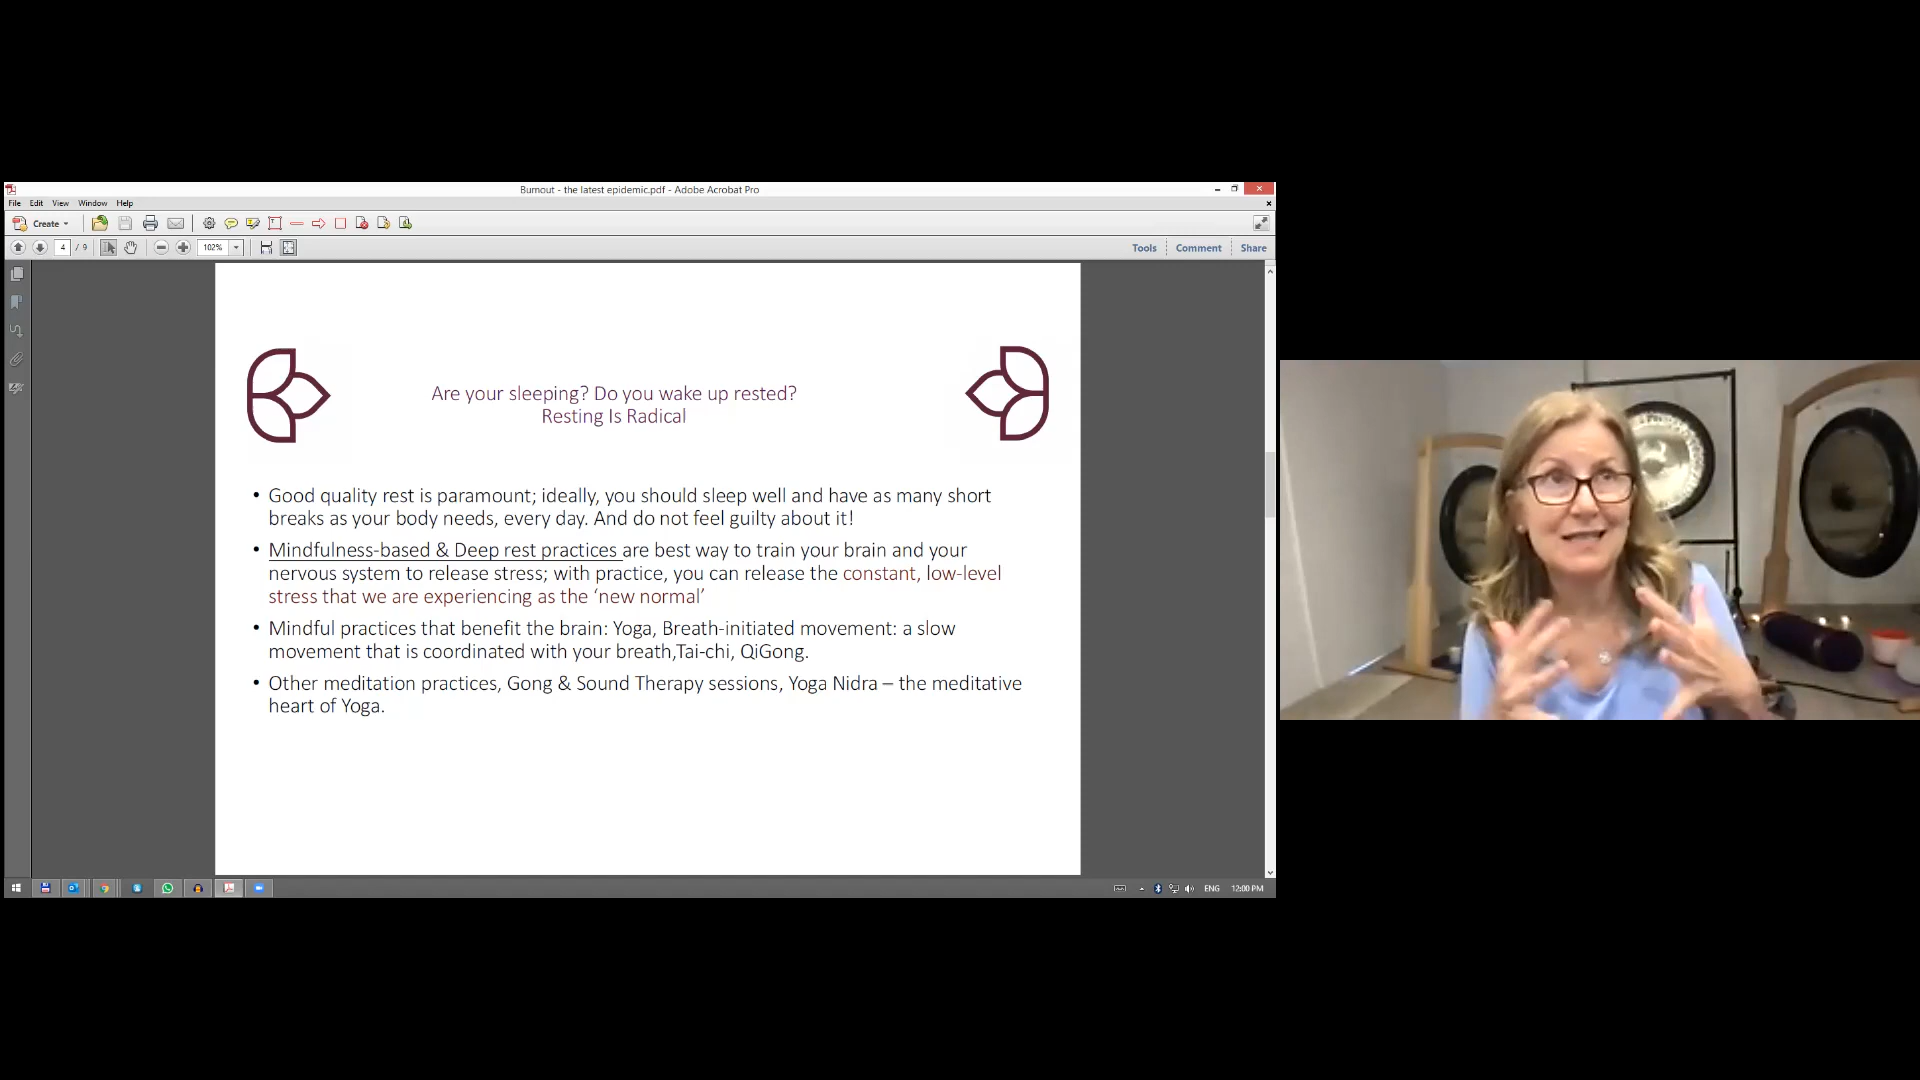 Burnout - the latest epidemic.pdf - Adobe Acrobat Pro
File Edit View Window Help
Create
4 / 9 102% Tools Comment Share
Are your sleeping? Do you wake up rested?
Resting Is Radical
• Good quality rest is paramount; ideally, you should sleep well and have as many short
breaks as your body needs, every day. And do not feel guilty about it!
• Mindfulness-based & Deep rest practices are best way to train your brain and your
nervous system to release stress; with practice, you can release the constant, low-level
stress that we are experiencing as the ‘new normal’
• Mindful practices that benefit the brain: Yoga, Breath-initiated movement: a slow
movement that is coordinated with your breath,Tai-chi, QiGong.
• Other meditation practices, Gong & Sound Therapy sessions, Yoga Nidra – the meditative
heart of Yoga.
ENG 12:00 PM